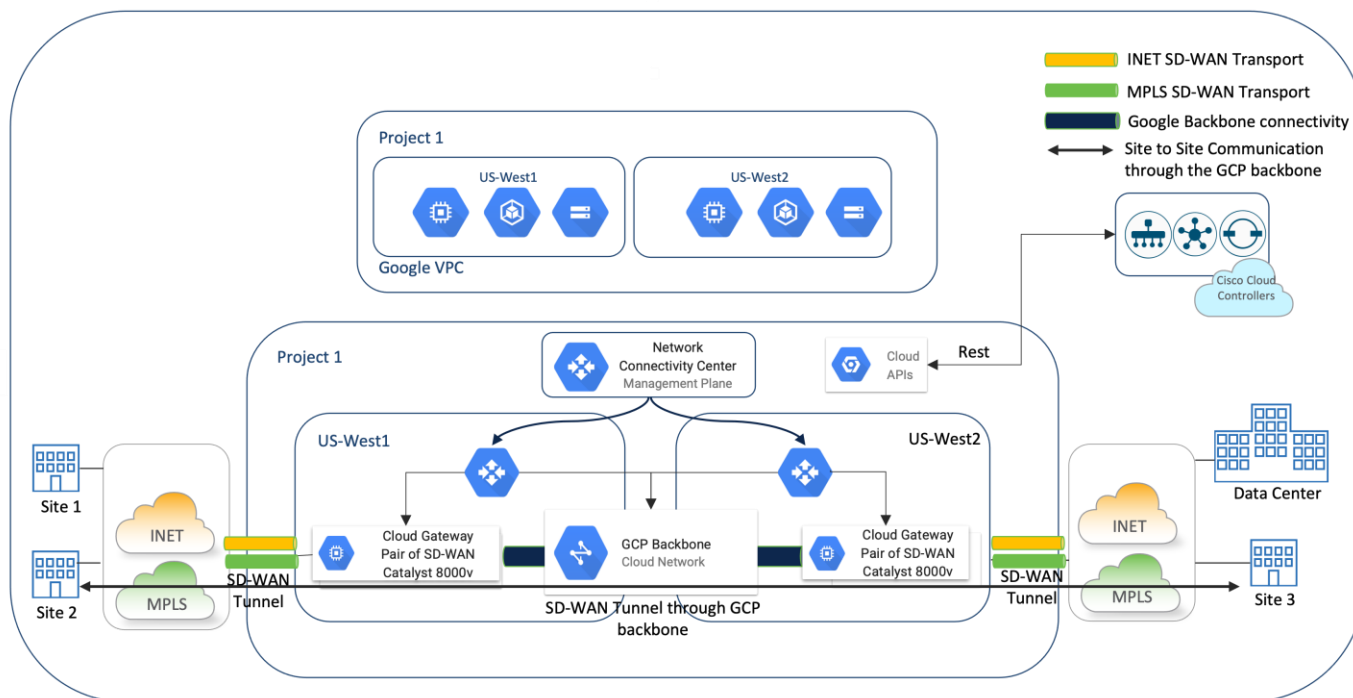 INET SD-WAN Transport
MPLS SD-WAN Transport
Google Backbone connectivity
Site to Site Communication
through the GCP backbone
Project 1
US-West1
US-West2
Google VPC
Cisco Cloud
Controllers
Project 1
Network
Connectivity Center
Management Plane
Cloud
APIs
Rest
US-West1
US-West2
Site 1
Data Center
INET
INET
Cloud Gateway
Pair of SD-WAN
Catalyst 8000v
GCP Backbone
Cloud Network
Cloud Gateway
Pair of SD-WAN
Catalyst 8000v
SD-WAN
Tunnel
SD-WAN
Tunnel
MPLS
MPLS
Site 2
Site 3
SD-WAN Tunnel through GCP
backbone